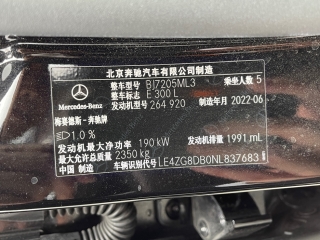 北京奔驰汽车有限公司制造
整车型号 BJ7205ML3 乘坐人数 5
整车型号 E 300 L
发动机型号 264 920 制造年月 2022-06
Mercedes-Benz
梅赛德斯-奔驰牌
1.0 %
发动机最大净功率 190 kW 发动机排量 1991 mL
最大允许总质量 2350 kg
中国 制造 车辆识别代号 LE4ZG8DB0NL837683